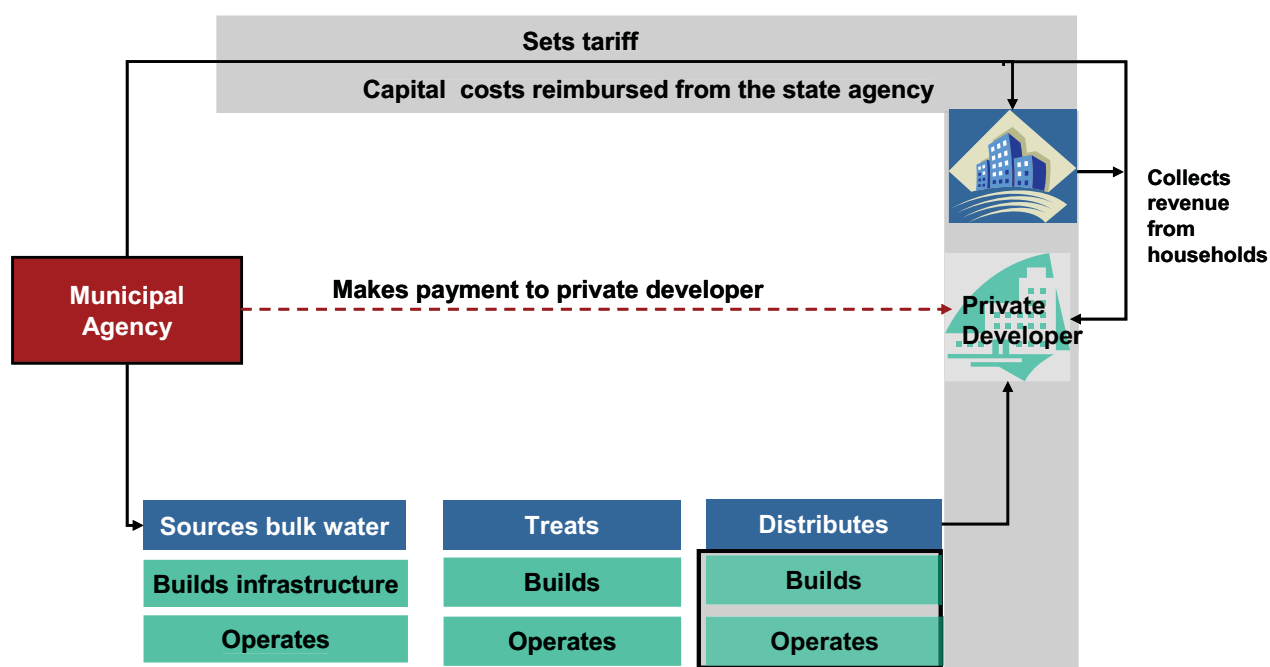 Sets tariff
Capital costs reimbursed from the state agency
Collects
revenue
from
households
Municipal
Agency
Makes payment to private developer
Private
Developer
Sources bulk water
Treats
Distributes
Builds infrastructure
Builds
Builds
Operates
Operates
Operates